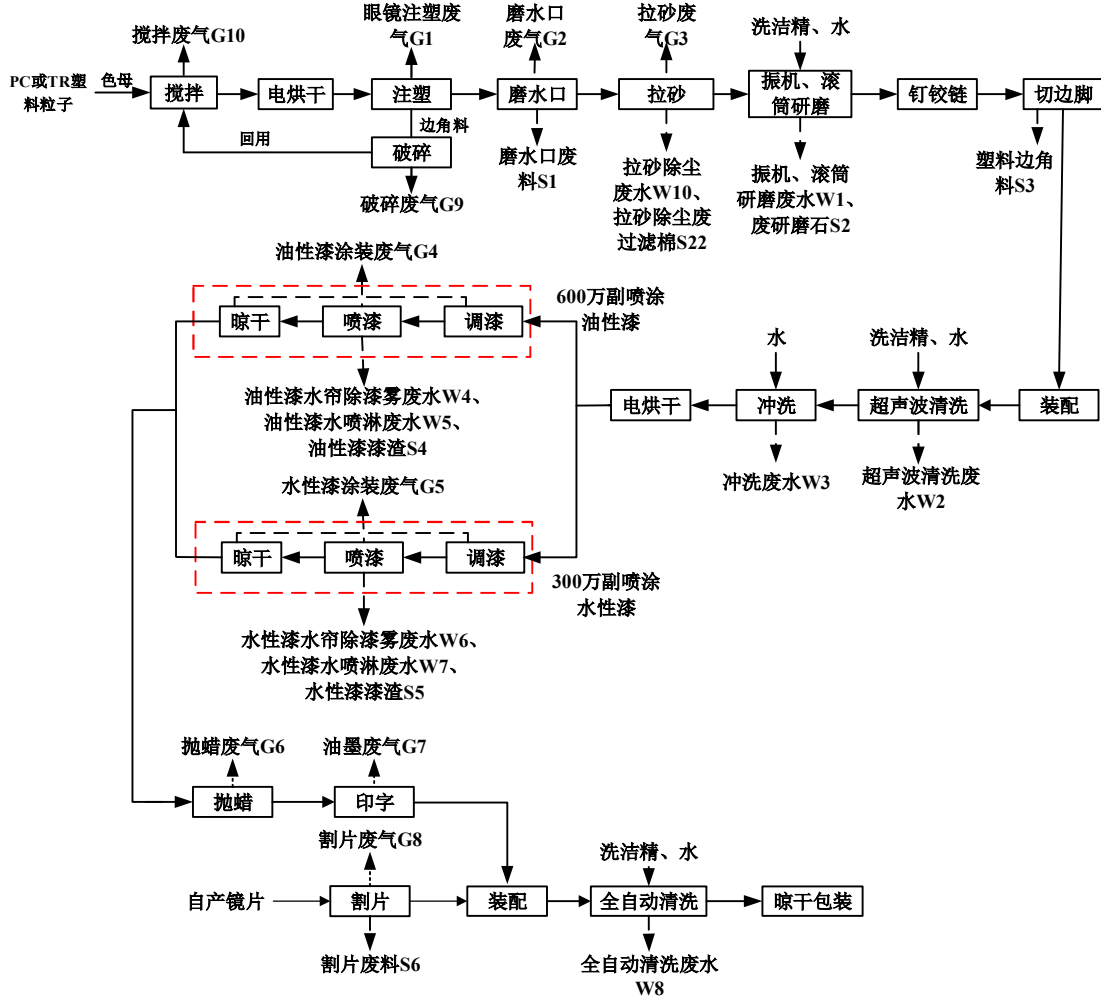 搅拌废气G10
眼镜注塑废
气G1
磨水口
废气G2
拉砂废
气G3
洗洁精、水
PC或TR塑
料粒子
色母
搅拌
电烘干
注塑
磨水口
拉砂
振机、滚
筒研磨
钉铰链
切边脚
回用
边角料
破碎
破碎废气G9
磨水口废
料S1
拉砂除尘
废水W10、
拉砂除尘废
过滤棉S22
振机、滚筒
研磨废水W1、
废研磨石S2
塑料边角
料S3
油性漆涂装废气G4
600万副喷涂
油性漆
晾干
喷漆
调漆
水
洗洁精、水
油性漆水帘除漆雾废水W4、
油性漆水喷淋废水W5、
油性漆漆渣S4
电烘干
冲洗
超声波清洗
装配
冲洗废水W3
超声波清洗废
水W2
水性漆涂装废气G5
晾干
喷漆
调漆
300万副喷涂
水性漆
水性漆水帘除漆雾废水W6、
水性漆水喷淋废水W7、
水性漆漆渣S5
抛蜡废气G6
油墨废气G7
抛蜡
印字
割片废气G8
洗洁精、水
自产镜片
割片
装配
全自动清洗
晾干包装
割片废料S6
全自动清洗废水
W8